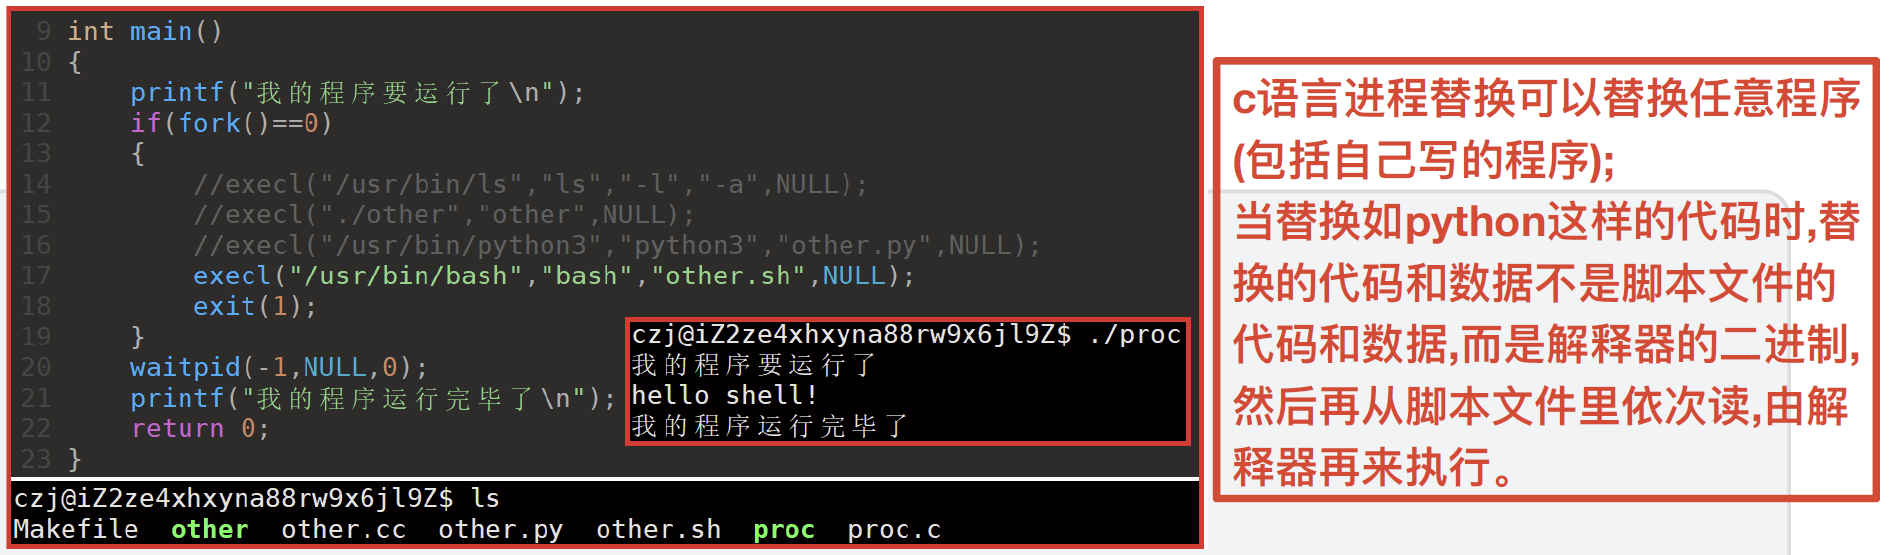 9 int main()
10 {
11     printf("我的程序要运行了\n");
12     if(fork()==0)
13     {
14         //execl("/usr/bin/ls","ls","-l","-a",NULL);
15         //execl("./other","other",NULL);
16         //execl("/usr/bin/python3","python3","other.py",NULL);
17         execl("/usr/bin/bash","bash","other.sh",NULL);
18         exit(1);
19     }
20     waitpid(-1,NULL,0);
21     printf("我的程序运行完毕了\n");
22     return 0;
23 }
czj@iZ2ze4xhxyna88rw9x6jl9Z$ ./proc
我的程序要运行了
hello shell!
我的程序运行完毕了
czj@iZ2ze4xhxyna88rw9x6jl9Z$ ls
Makefile  other  other.cc  other.py  other.sh  proc  proc.c
c语言进程替换可以替换任意程序
(包括自己写的程序);
当替换如python这样的代码时,替
换的代码和数据不是脚本文件的
代码和数据,而是解释器的二进制,
然后再从脚本文件里依次读,由解
释器再来执行。